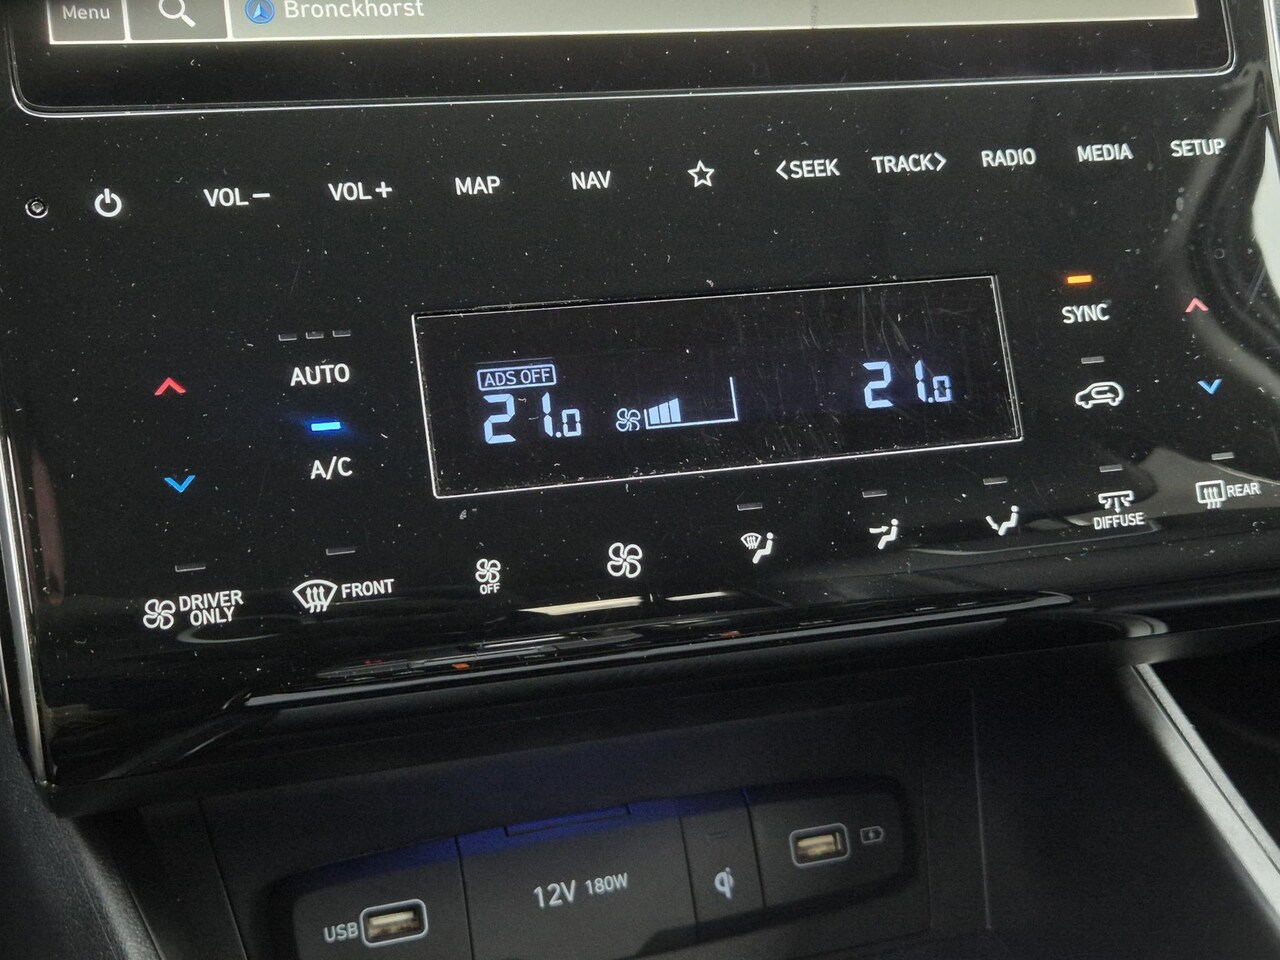 Menu
Bronckhorst
VOL− VOL+ MAP NAV <SEEK TRACK> RADIO MEDIA SETUP
SYNC
AUTO
ADS OFF
21.0 21.0
A/C
DRIVER ONLY
FRONT
OFF
DIFFUSE
REAR
USB
12V 180W